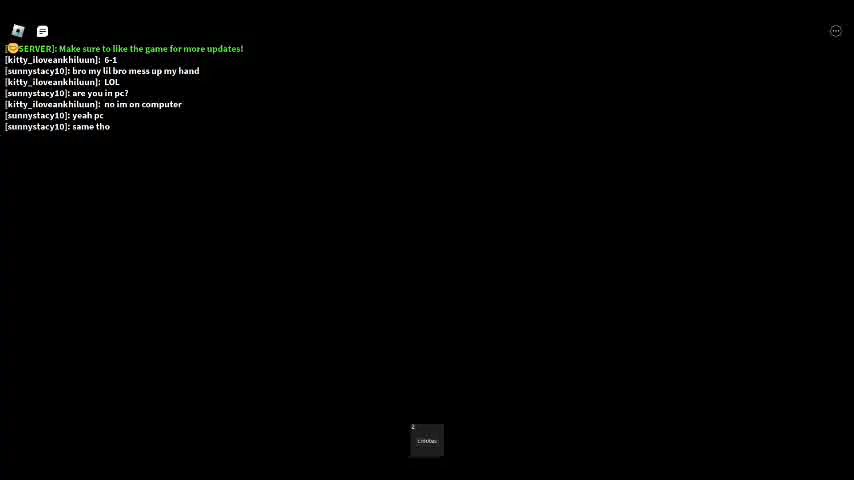 [😊SERVER]: Make sure to like the game for more updates!
[kitty_iloveankhiluun]: 6-1
[sunnystacy10]: bro my lil bro mess up my hand
[kitty_iloveankhiluun]: LOL
[sunnystacy10]: are you in pc?
[kitty_iloveankhiluun]: no im on computer
[sunnystacy10]: yeah pc
[sunnystacy10]: same tho
2
Emotes